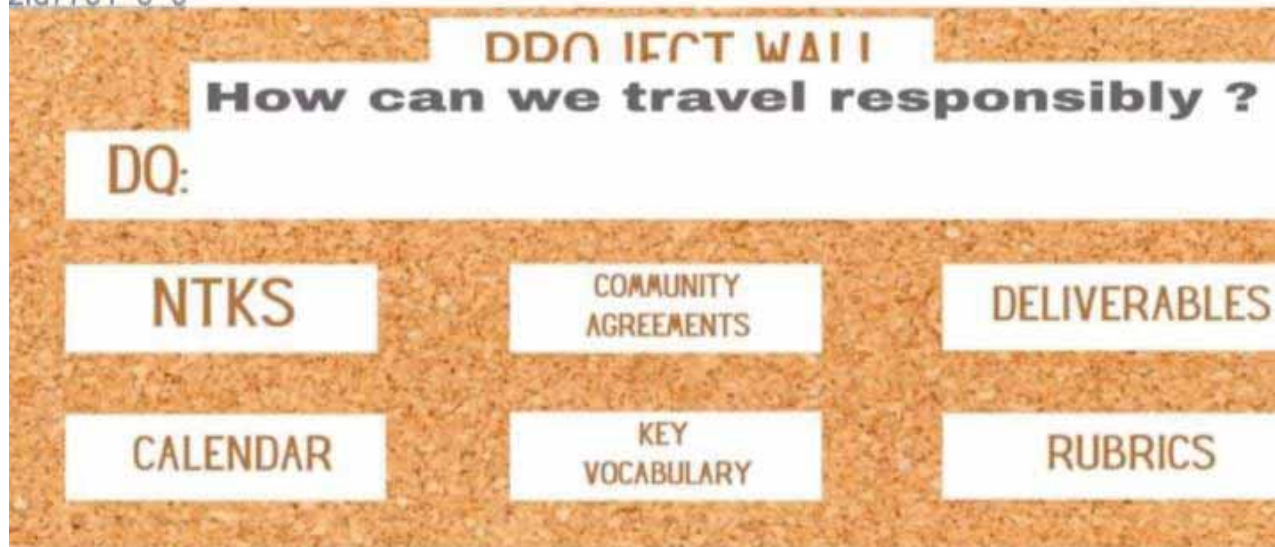 PROJECT WALL
How can we travel responsibly ?
DQ:
NTKS
COMMUNITY
AGREEMENTS
DELIVERABLES
CALENDAR
KEY
VOCABULARY
RUBRICS